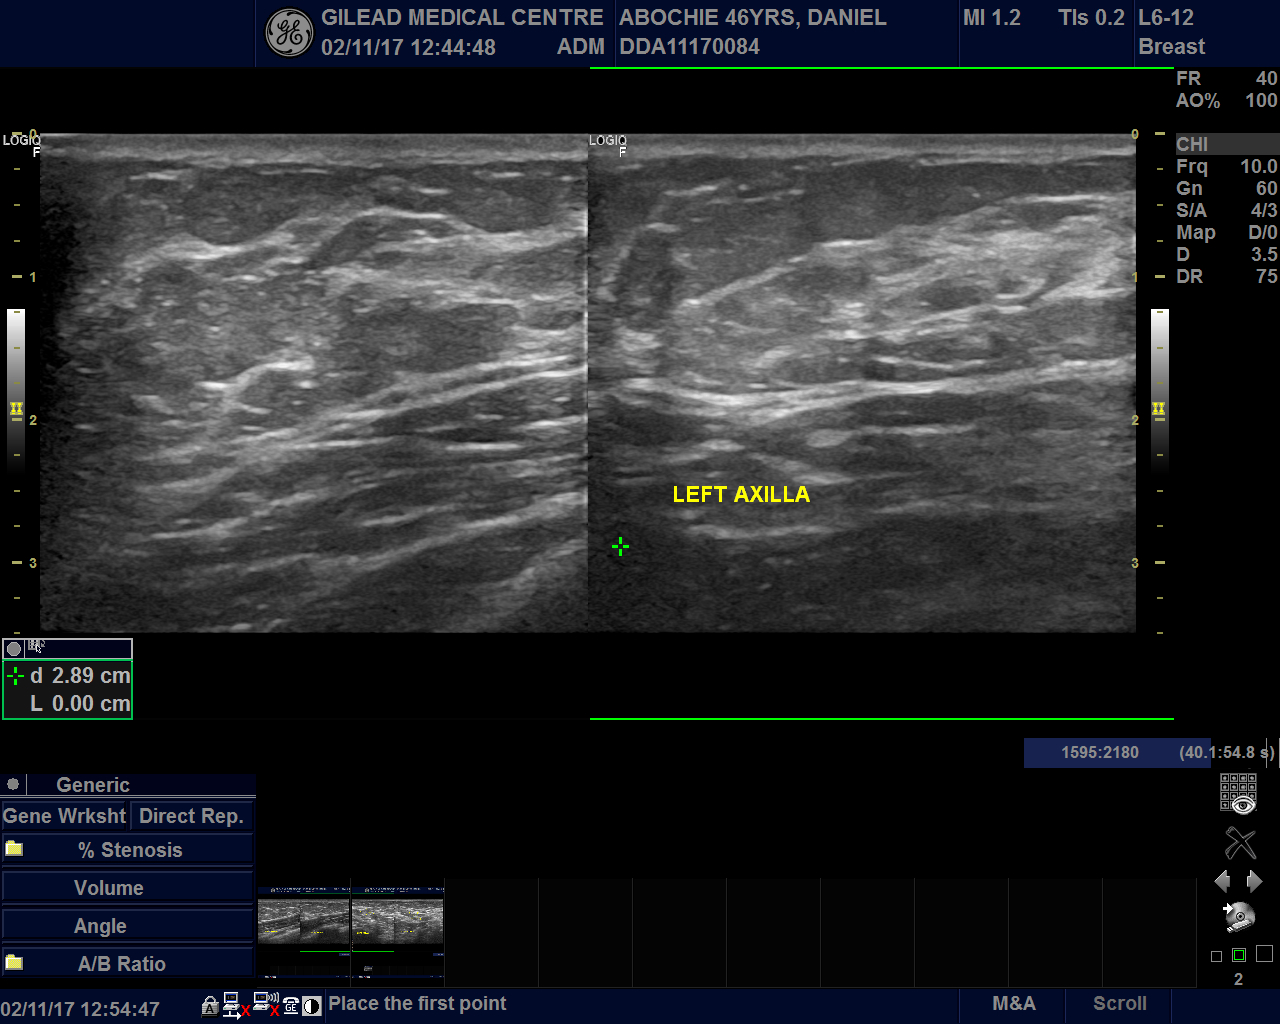 GILEAD MEDICAL CENTRE
02/11/17 12:44:48 ADM
ABOCHIE 46YRS, DANIEL
DDA11170084
MI 1.2 TIs 0.2
L6-12
Breast
FR 40
AO% 100
CHI
Frq 10.0
Gn 60
S/A 4/3
Map D/0
D 3.5
DR 75
LOGIQ
F
0
1
2
3
LOGIQ
F
0
1
2
3
LEFT AXILLA
d 2.89 cm
L 0.00 cm
1595:2180 (40.1:54.8 s)
Generic
Gene Wrksht Direct Rep.
% Stenosis
Volume
Angle
A/B Ratio
2
02/11/17 12:54:47
Place the first point
M&A
Scroll